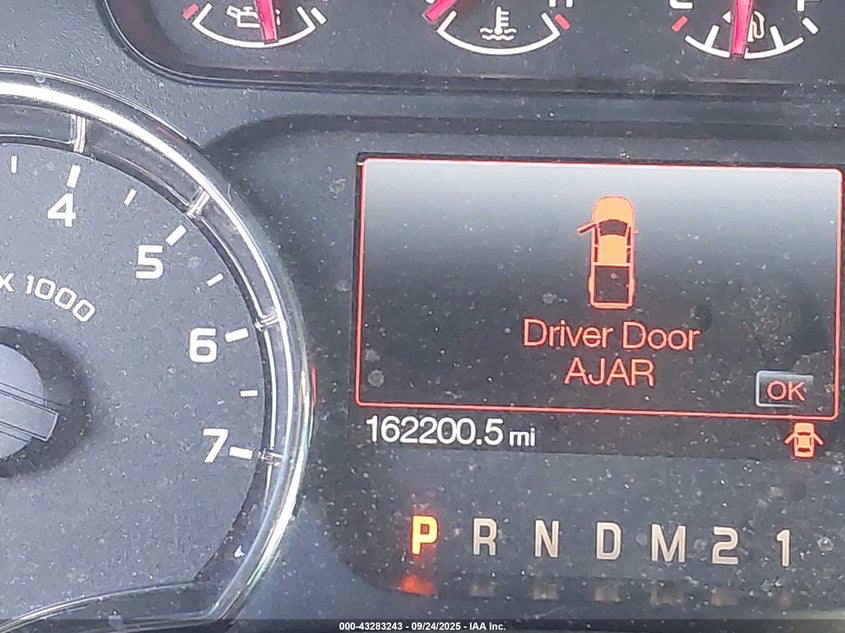 H
E F
4
5
x 1000
6
7
Driver Door
AJAR
OK
162200.5 mi
P R N D M 2 1
000-43283243 - 09/24/2025 - IAA Inc.